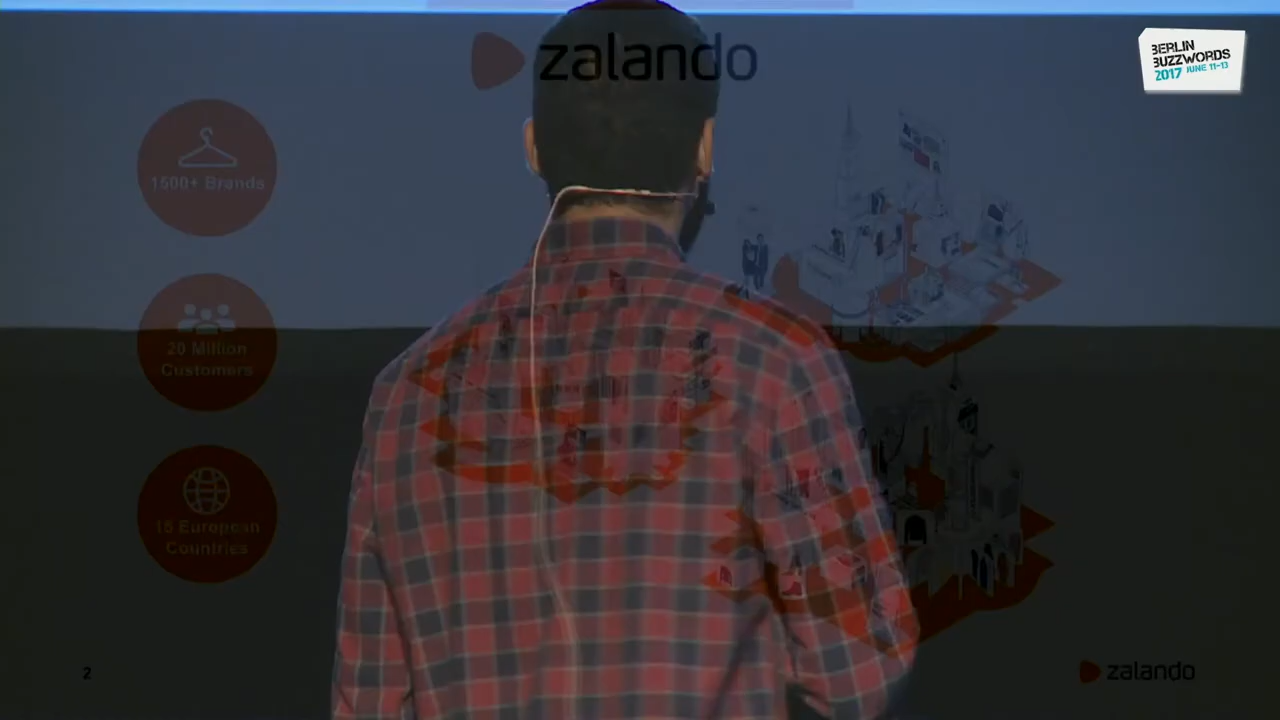 zalando
BERLIN
BUZZWORDS
2017 JUNE 11-13
1500+ Brands
20 Million
Customers
15 European
Countries
2
zalando